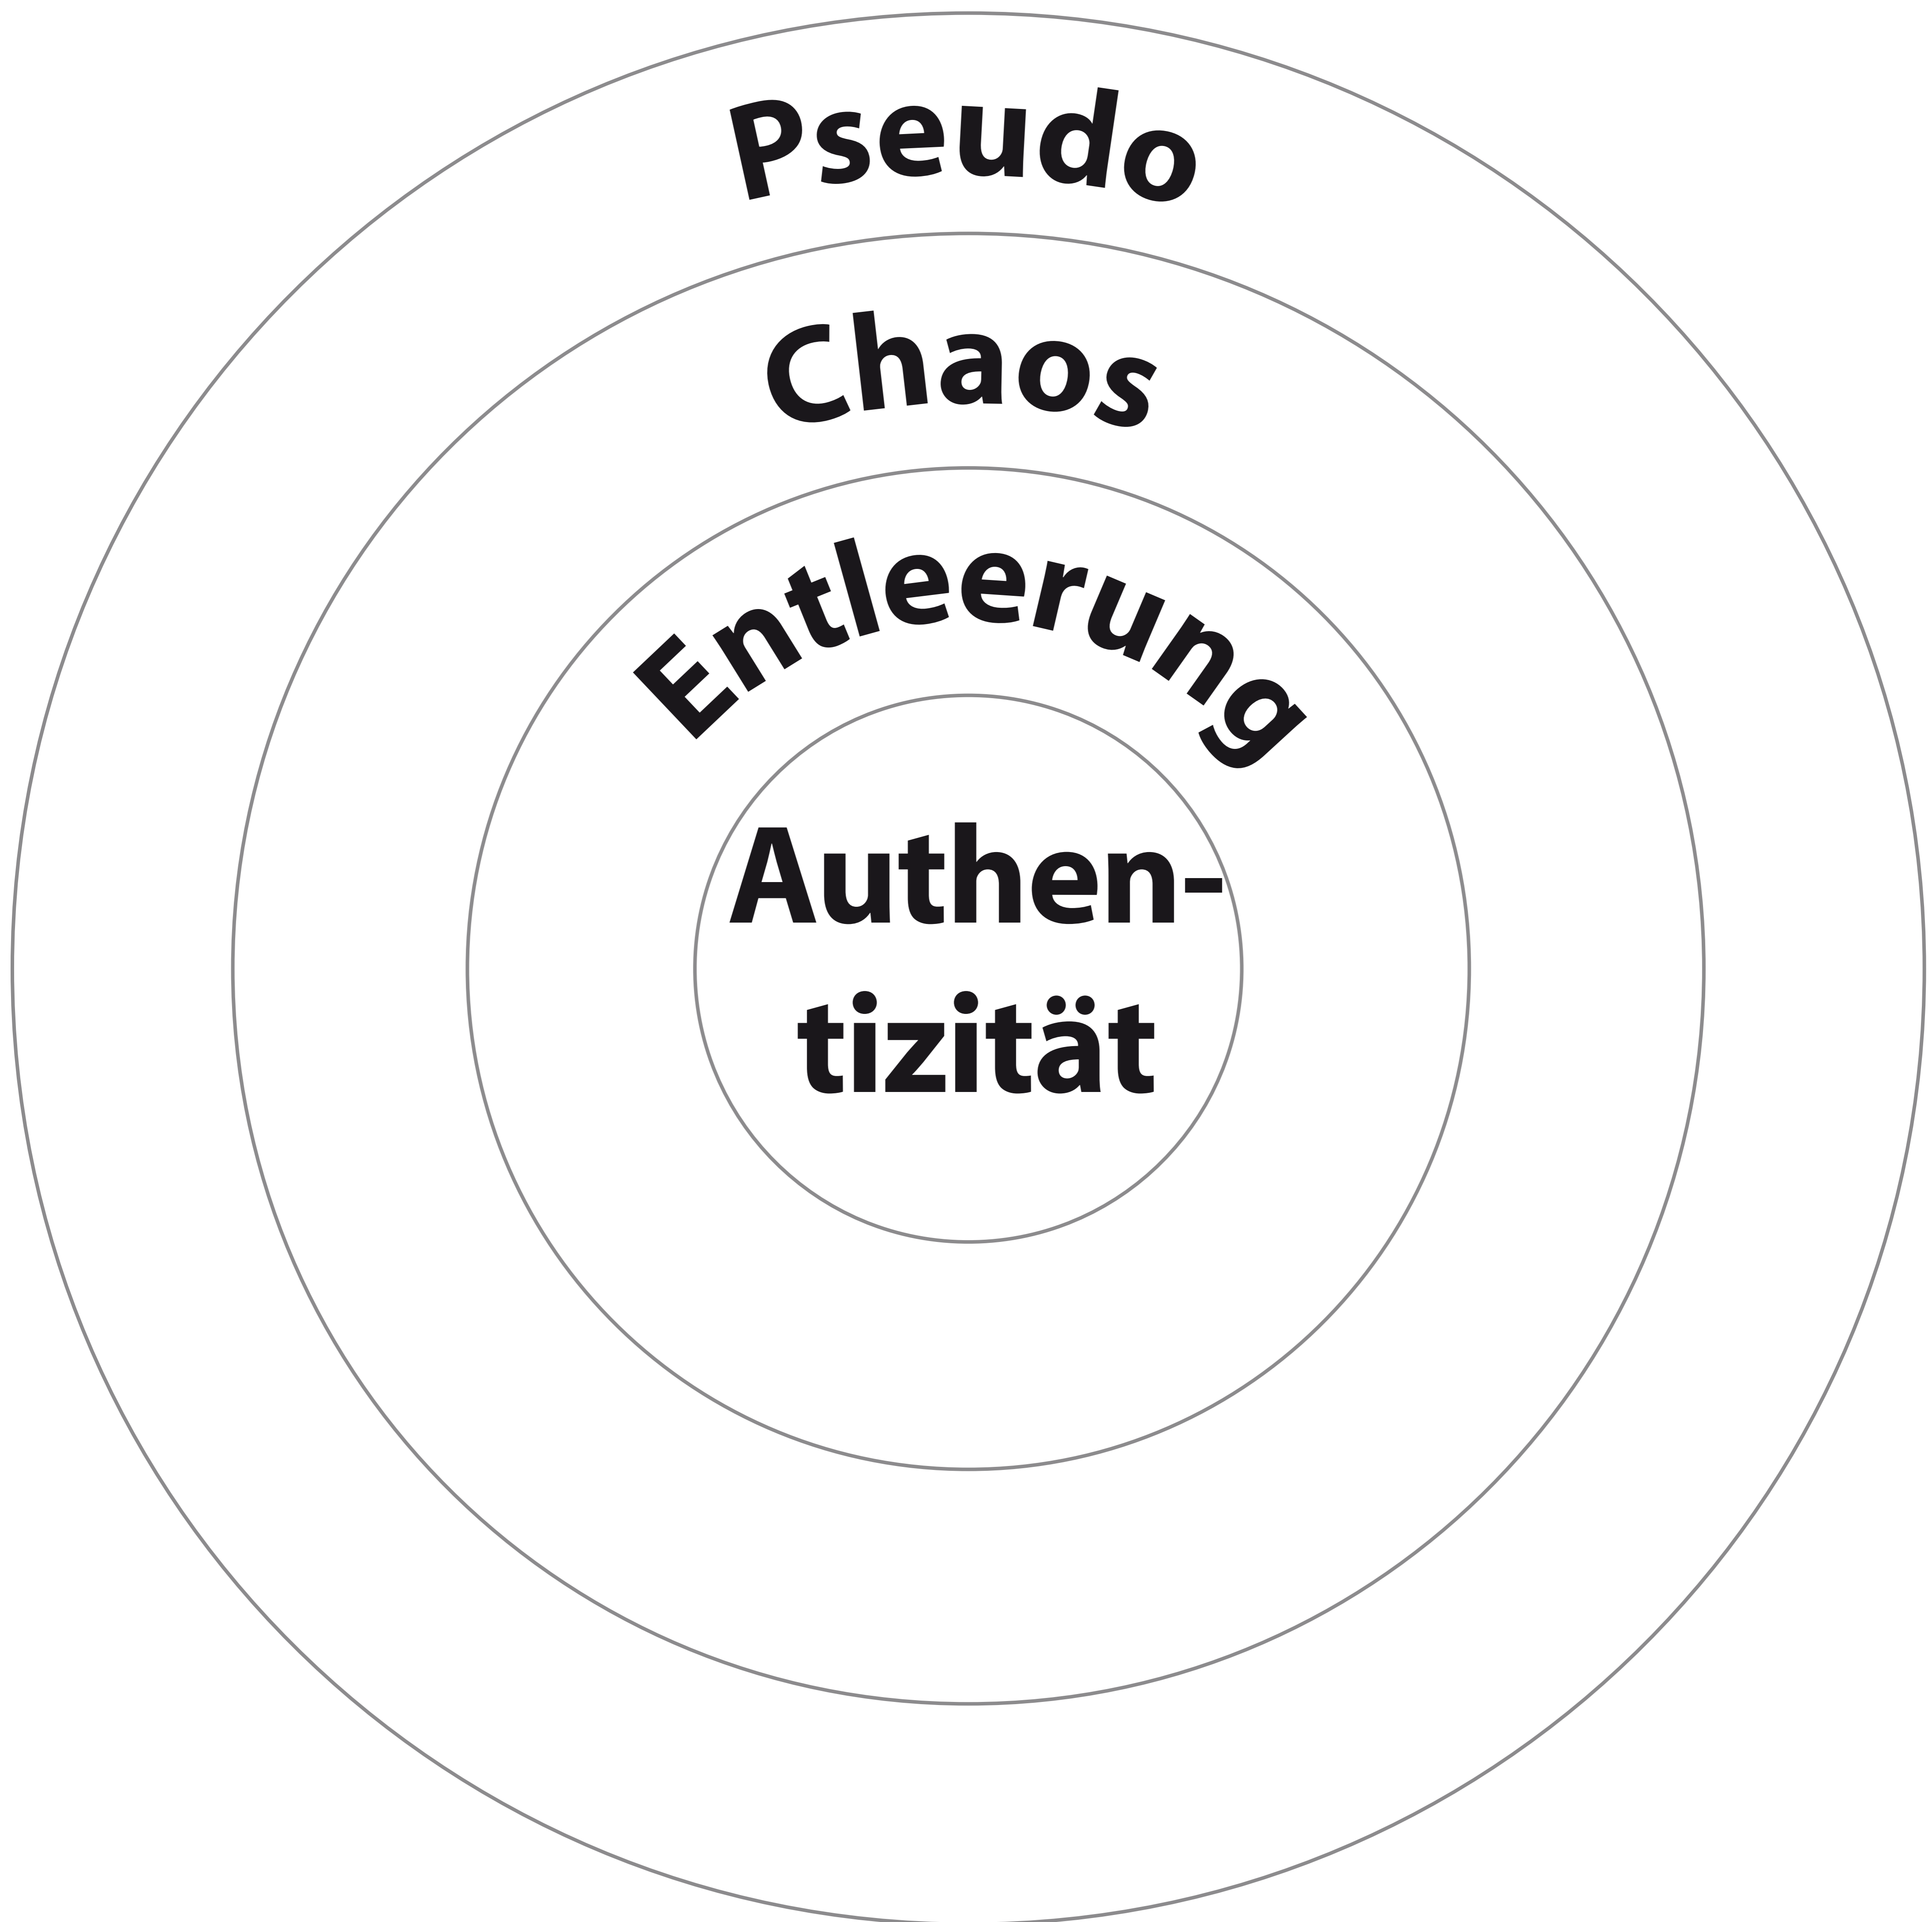 Pseudo
Chaos
Entleerung
Authen-
tizität